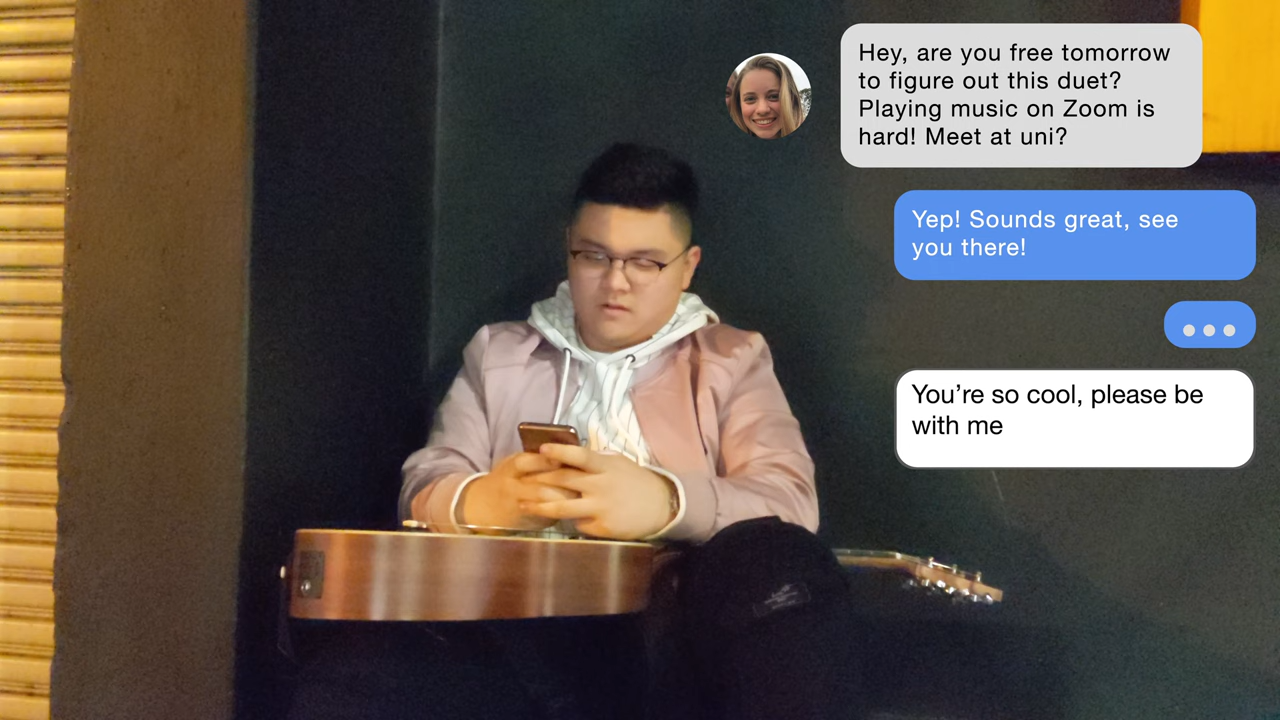 Hey, are you free tomorrow
to figure out this duet?
Playing music on Zoom is
hard! Meet at uni?
Yep! Sounds great, see
you there!
You’re so cool, please be
with me